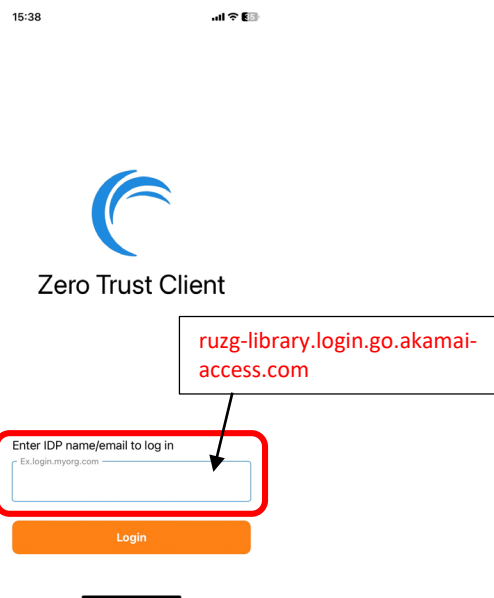 15:38
35
Zero Trust Client
ruzg-library.login.go.akamai-
access.com
Enter IDP name/email to log in
Ex.login.myorg.com
Login